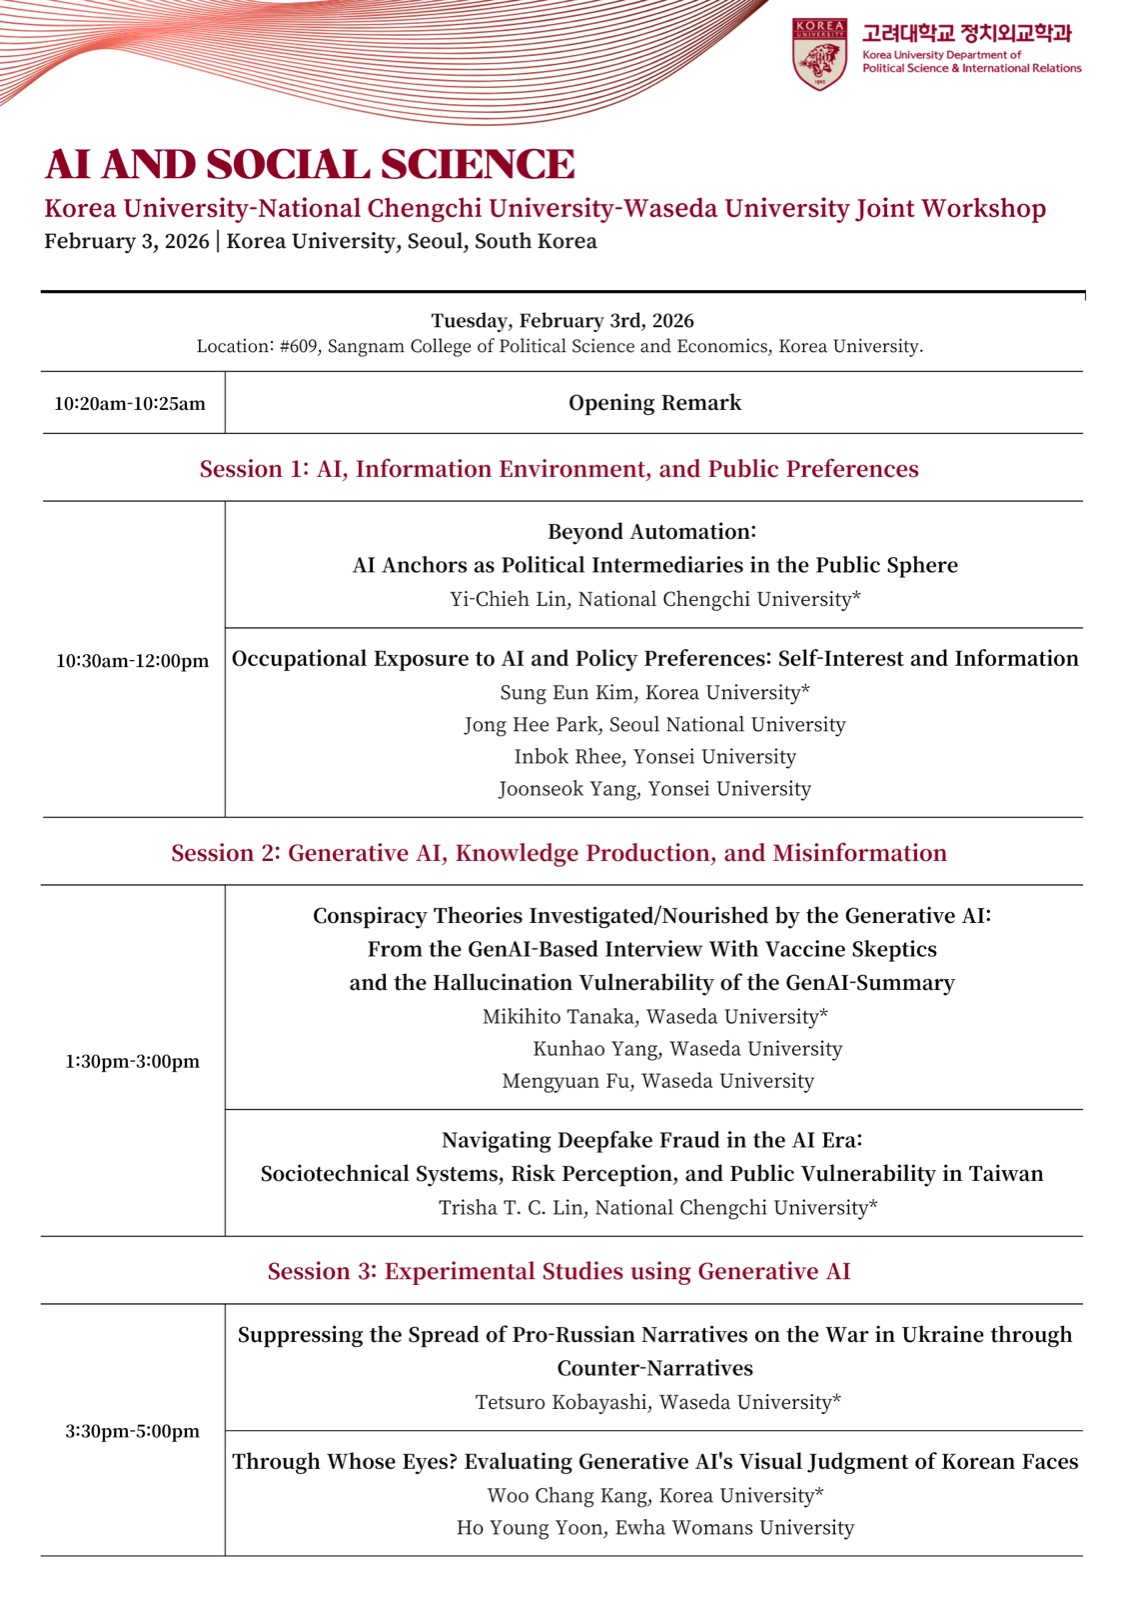 KOREA
UNIVERSITY
1905
고려대학교 정치외교학과
Korea University Department of
Political Science & International Relations
AI AND SOCIAL SCIENCE
Korea University-National Chengchi University-Waseda University Joint Workshop
February 3, 2026 | Korea University, Seoul, South Korea
Tuesday, February 3rd, 2026
Location: #609, Sangnam College of Political Science and Economics, Korea University.
10:20am-10:25am
Opening Remark
Session 1: AI, Information Environment, and Public Preferences
10:30am-12:00pm
Beyond Automation:
AI Anchors as Political Intermediaries in the Public Sphere
Yi-Chieh Lin, National Chengchi University*
Occupational Exposure to AI and Policy Preferences: Self-Interest and Information
Sung Eun Kim, Korea University*
Jong Hee Park, Seoul National University
Inbok Rhee, Yonsei University
Joonseok Yang, Yonsei University
Session 2: Generative AI, Knowledge Production, and Misinformation
1:30pm-3:00pm
Conspiracy Theories Investigated/Nourished by the Generative AI:
From the GenAI-Based Interview With Vaccine Skeptics
and the Hallucination Vulnerability of the GenAI-Summary
Mikihito Tanaka, Waseda University*
Kunhao Yang, Waseda University
Mengyuan Fu, Waseda University
Navigating Deepfake Fraud in the AI Era:
Sociotechnical Systems, Risk Perception, and Public Vulnerability in Taiwan
Trisha T. C. Lin, National Chengchi University*
Session 3: Experimental Studies using Generative AI
3:30pm-5:00pm
Suppressing the Spread of Pro-Russian Narratives on the War in Ukraine through
Counter-Narratives
Tetsuro Kobayashi, Waseda University*
Through Whose Eyes? Evaluating Generative AI's Visual Judgment of Korean Faces
Woo Chang Kang, Korea University*
Ho Young Yoon, Ewha Womans University